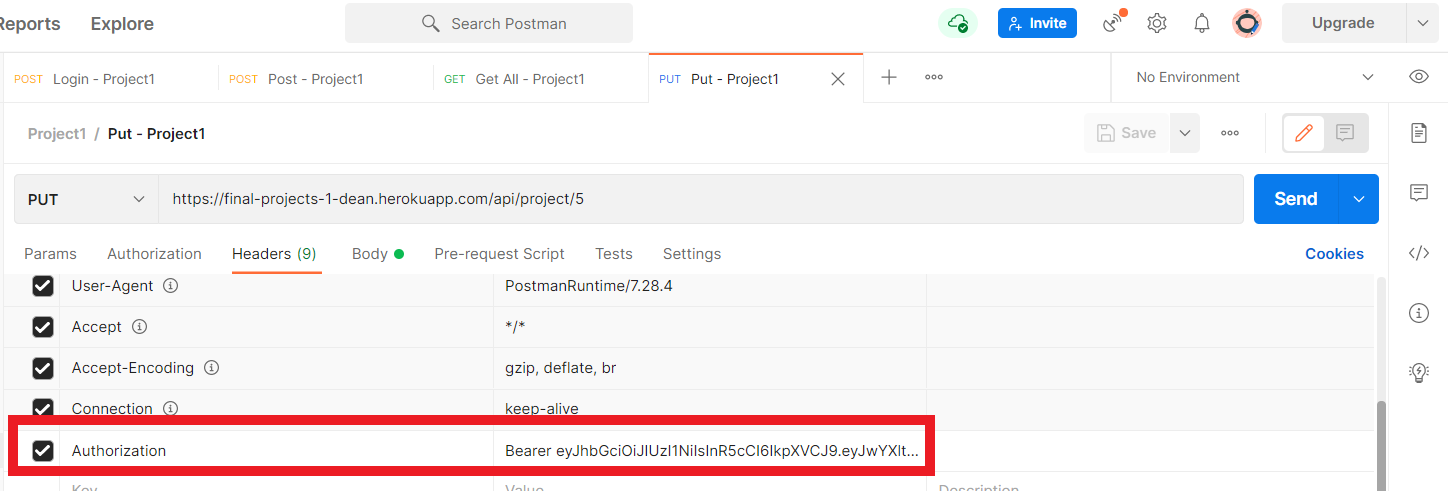 Reports Explore Search Postman Invite Upgrade
POST Login - Project1 POST Post - Project1 GET Get All - Project1 PUT Put - Project1 No Environment
Project1 / Put - Project1 Save
PUT https://final-projects-1-dean.herokuapp.com/api/project/5 Send
Params Authorization Headers (9) Body Pre-request Script Tests Settings Cookies
User-Agent PostmanRuntime/7.28.4
Accept */*
Accept-Encoding gzip, deflate, br
Connection keep-alive
Authorization Bearer eyJhbGciOiJIUzI1NiIsInR5cCI6IkpXVCJ9.eyJwYXlt...
Key Value Description